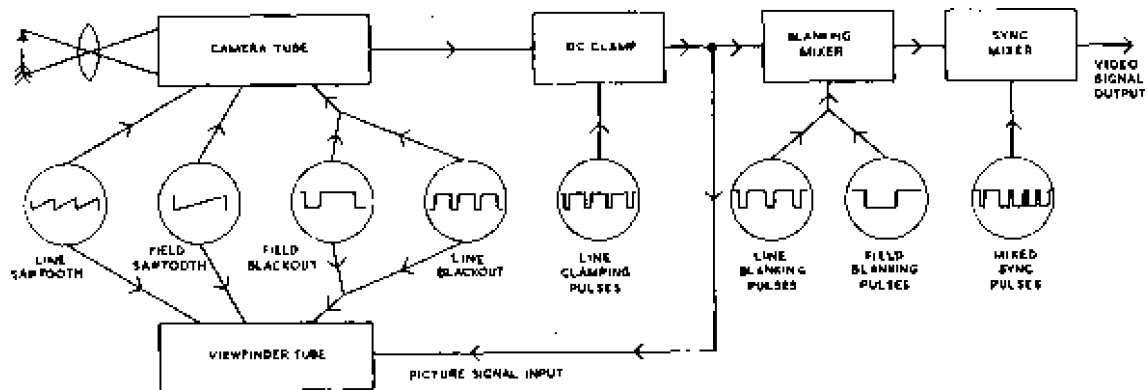 CAMERA TUBE
DC CLAMP
BLANKING
MIXER
SYNC
MIXER
VIDEO
SIGNAL
OUTPUT
LINE
SAWTOOTH
FIELD
SAWTOOTH
FIELD
BLACKOUT
LINE
BLACKOUT
LINE
CLAMPING
PULSES
LINE
BLANKING
PULSES
FIELD
BLANKING
PULSES
MIXED
SYNC
PULSES
VIEWFINDER TUBE
PICTURE SIGNAL INPUT